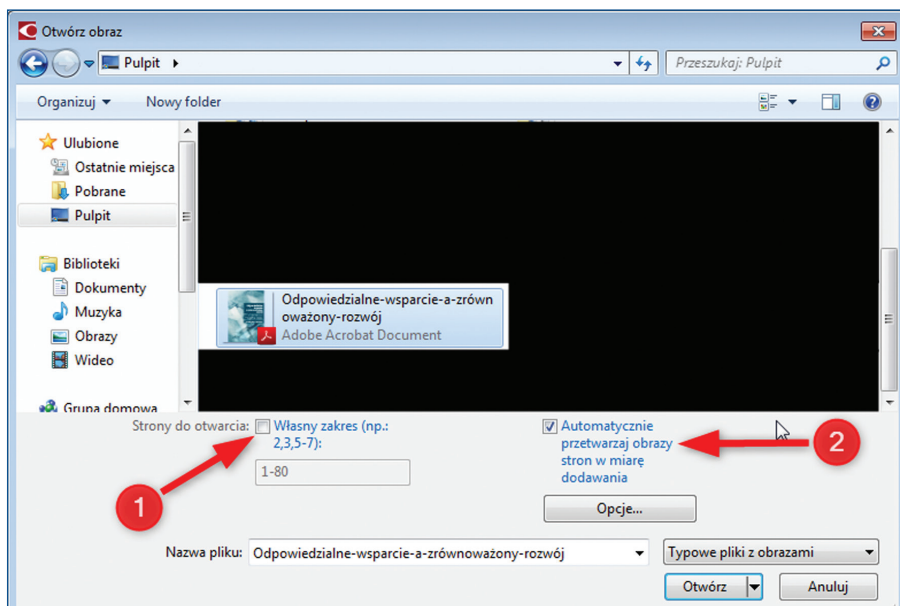 Otwórz obraz
Pulpit
Przeszukaj: Pulpit
Organizuj
Nowy folder
Ulubione
Ostatnie miejsca
Pobrane
Pulpit
Biblioteki
Dokumenty
Muzyka
Obrazy
Wideo
Grupa domowa
Odpowiedzialne-wsparcie-a-zrówn
oważony-rozwój
Adobe Acrobat Document
Strony do otwarcia:
Własny zakres (np.:
2,3,5-7):
1-80
1
Automatycznie
przetwarzaj obrazy
stron w miarę
dodawania
2
Opcje...
Nazwa pliku:
Odpowiedzialne-wsparcie-a-zrównoważony-rozwój
Typowe pliki z obrazami
Otwórz
Anuluj